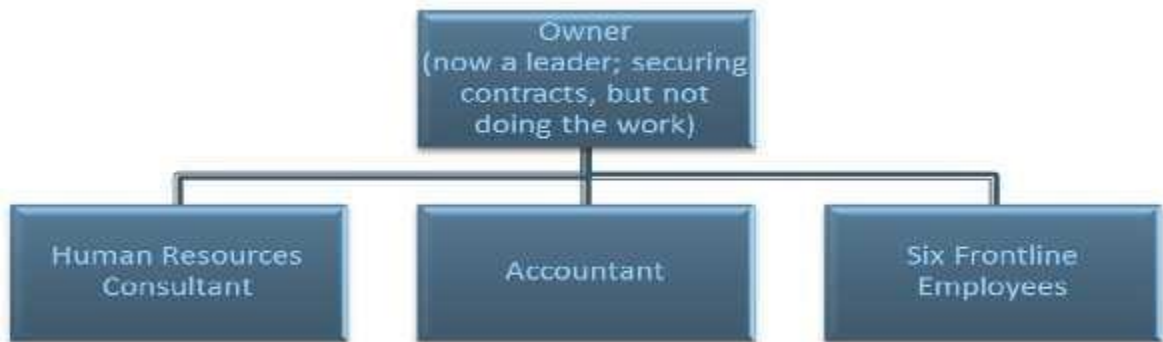 Owner
(now a leader; securing
contracts, but not
doing the work)
Human Resources
Consultant
Accountant
Six Frontline
Employees